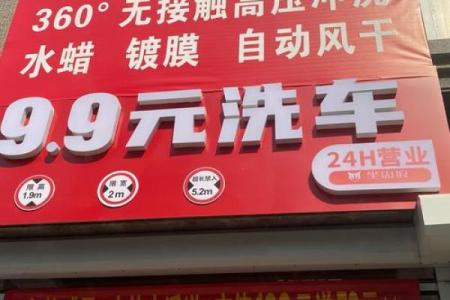 360°无接触高压冲洗
水蜡 镀膜 自动风干
9.9元洗车
24H营业
限高
1.9m
限宽
2m
超长禁入
5.2m